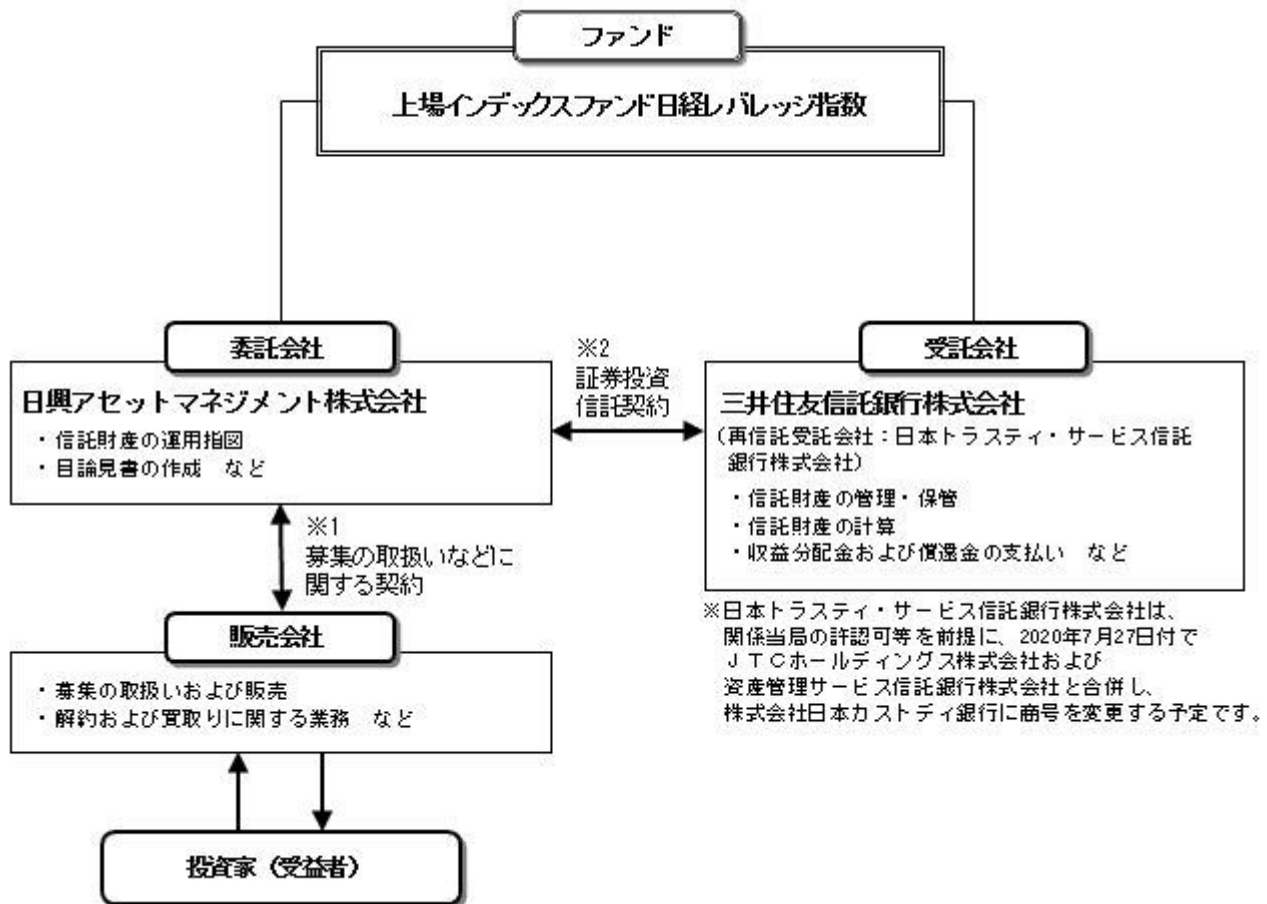 ファンド
上場インデックスファンド日経レバレッジ指数
委託会社
日興アセットマネジメント株式会社
・信託財産の運用指図
・目論見書の作成 など
※2
証券投資
信託契約
受託会社
三井住友信託銀行株式会社
(再信託受託会社:日本トラスティ・サービス信託
銀行株式会社)
・信託財産の管理・保管
・信託財産の計算
・収益分配金および償還金の支払い など
※1
募集の取扱いなどに
関する契約
※日本トラスティ・サービス信託銀行株式会社は、
関係当局の許認可等を前提に、2020年7月27日付で
JTCホールディングス株式会社および
資産管理サービス信託銀行株式会社と合併し、
株式会社日本カストディ銀行に商号を変更する予定です。
販売会社
・募集の取扱いおよび販売
・解約および買取りに関する業務 など
投資家(受益者)